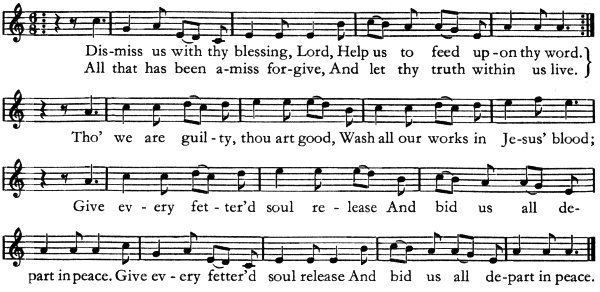 6
8
Dis-miss us with thy blessing, Lord, Help us to feed up-on thy word.
All that has been a-miss for-give, And let thy truth within us live.
Tho' we are guil-ty, thou art good, Wash all our works in Je-sus' blood;
Give ev-ery fet-ter'd soul re-lease And bid us all de-
part in peace. Give ev-ery fetter'd soul release And bid us all de-part in peace.